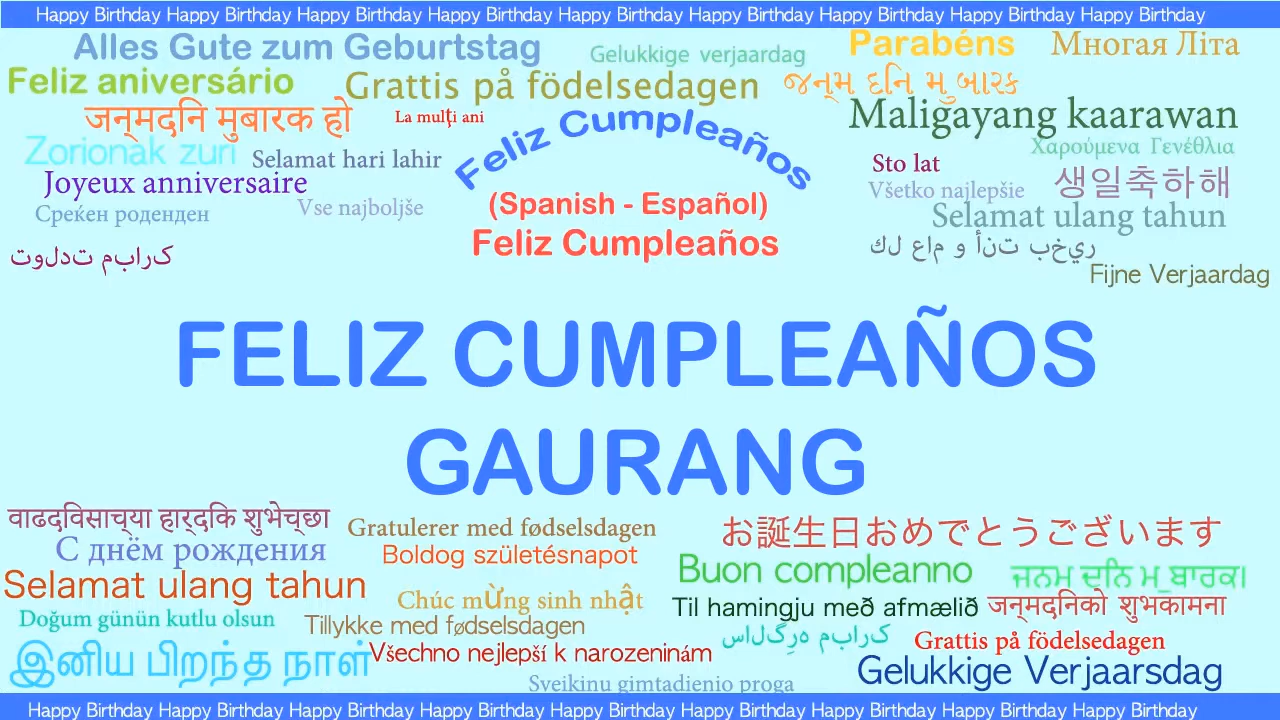 Happy Birthday Happy Birthday Happy Birthday Happy Birthday Happy Birthday Happy Birthday Happy Birthday Happy Birthday Happy Birthday
Alles Gute zum Geburtstag
Gelukkige verjaardag
Parabéns
Многая Літа
Feliz aniversário
Grattis på födelsedagen
જન્મ દિન મુબારક
जन्मदिन मुबारक हो
La mulţi ani
Feliz Cumpleaños
Maligayang kaarawan
Zorionak zuri
Selamat hari lahir
Sto lat
Χαρούμενα Γενέθλια
Joyeux anniversaire
(Spanish - Español)
Všetko najlepšie
생일축하해
Срећен роденден
Vse najboljše
Feliz Cumpleaños
Selamat ulang tahun
تولدت مبارک
كل عام و أنت بخير
Fijne Verjaardag
FELIZ CUMPLEAÑOS
GAURANG
वाढदिवसाच्या हार्दिक शुभेच्छा
Gratulerer med fødselsdagen
お誕生日おめでとうございます
С днём рождения
Boldog születésnapot
Buon compleanno
ਜਨਮ ਦਿਨ ਮੁਬਾਰਕ।
Selamat ulang tahun
Chúc mừng sinh nhật
Til hamingju með afmælið
जन्मदिनको शुभकामना
Doğum günün kutlu olsun
Tillykke med fødselsdagen
سالگرہ مبارک
Grattis på födelsedagen
இனிய பிறந்த நாள்
Všechno nejlepší k narozeninám
Gelukkige Verjaarsdag
Sveikinu gimtadienio proga
Happy Birthday Happy Birthday Happy Birthday Happy Birthday Happy Birthday Happy Birthday Happy Birthday Happy Birthday Happy Birthday